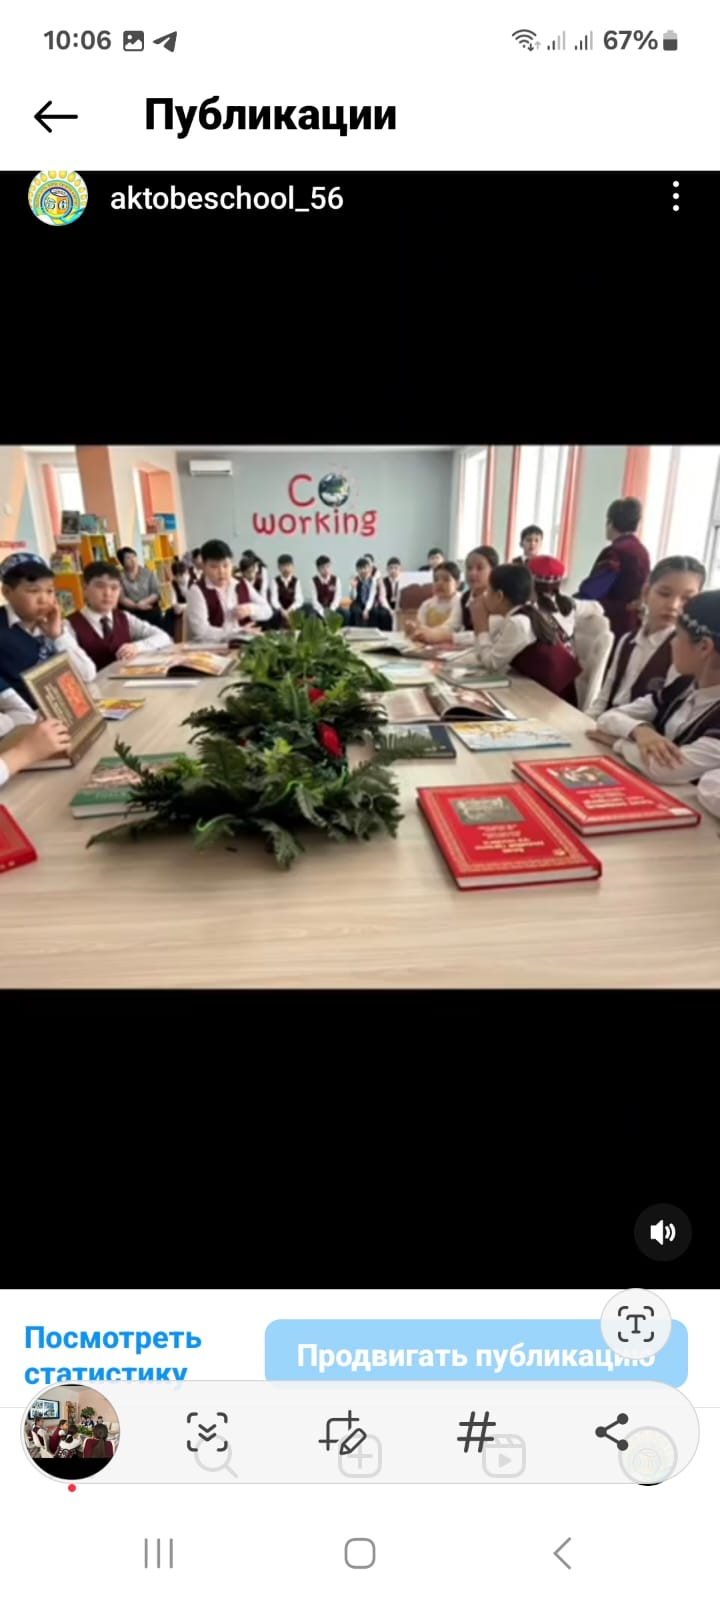 10:06
67%
Публикации
aktobeschool_56
CO
working
Посмотреть
статистику
Продвигать публикацию
T
#